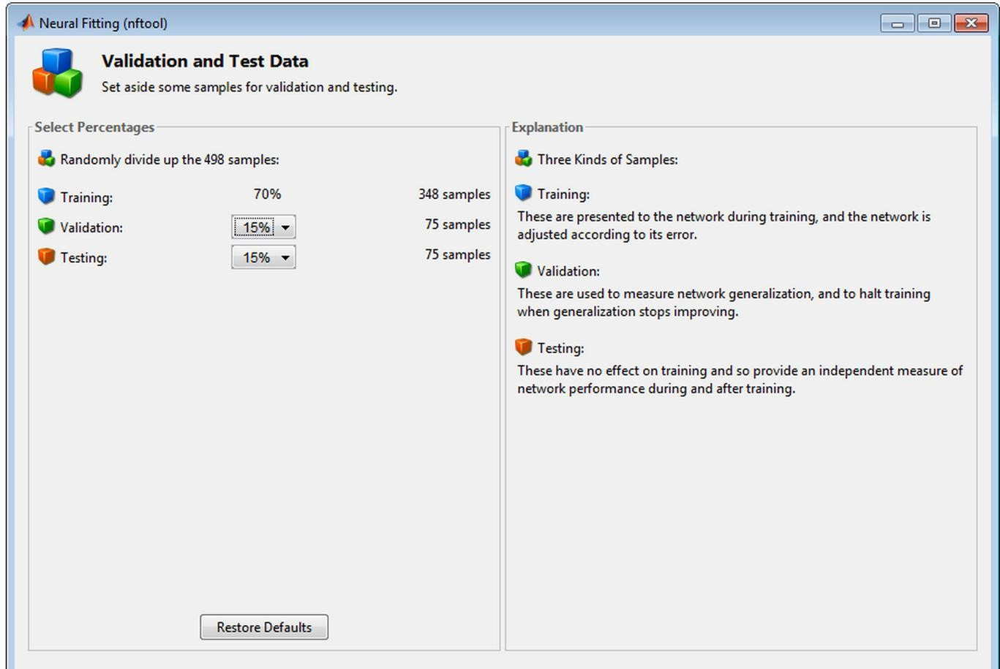 Neural Fitting (nftool)
Validation and Test Data
Set aside some samples for validation and testing.
Select Percentages
Randomly divide up the 498 samples:
Training: 70% 348 samples
Validation: 15% 75 samples
Testing: 15% 75 samples
Restore Defaults
Explanation
Three Kinds of Samples:
Training:
These are presented to the network during training, and the network is
adjusted according to its error.
Validation:
These are used to measure network generalization, and to halt training
when generalization stops improving.
Testing:
These have no effect on training and so provide an independent measure of
network performance during and after training.